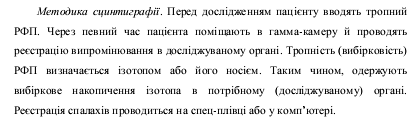 Методика сцинтиграфії. Перед дослідженням пацієнту вводять тропний
РФП. Через певний час пацієнта поміщають в гамма-камеру й проводять
реєстрацію випромінювання в досліджуваному органі. Тропність (вибірковість)
РФП визначається ізотопом або його носієм. Таким чином, одержують
вибіркове накопичення ізотопа в потрібному (досліджуваному) органі.
Реєстрація спалахів проводиться на спец-плівці або у комп’ютері.